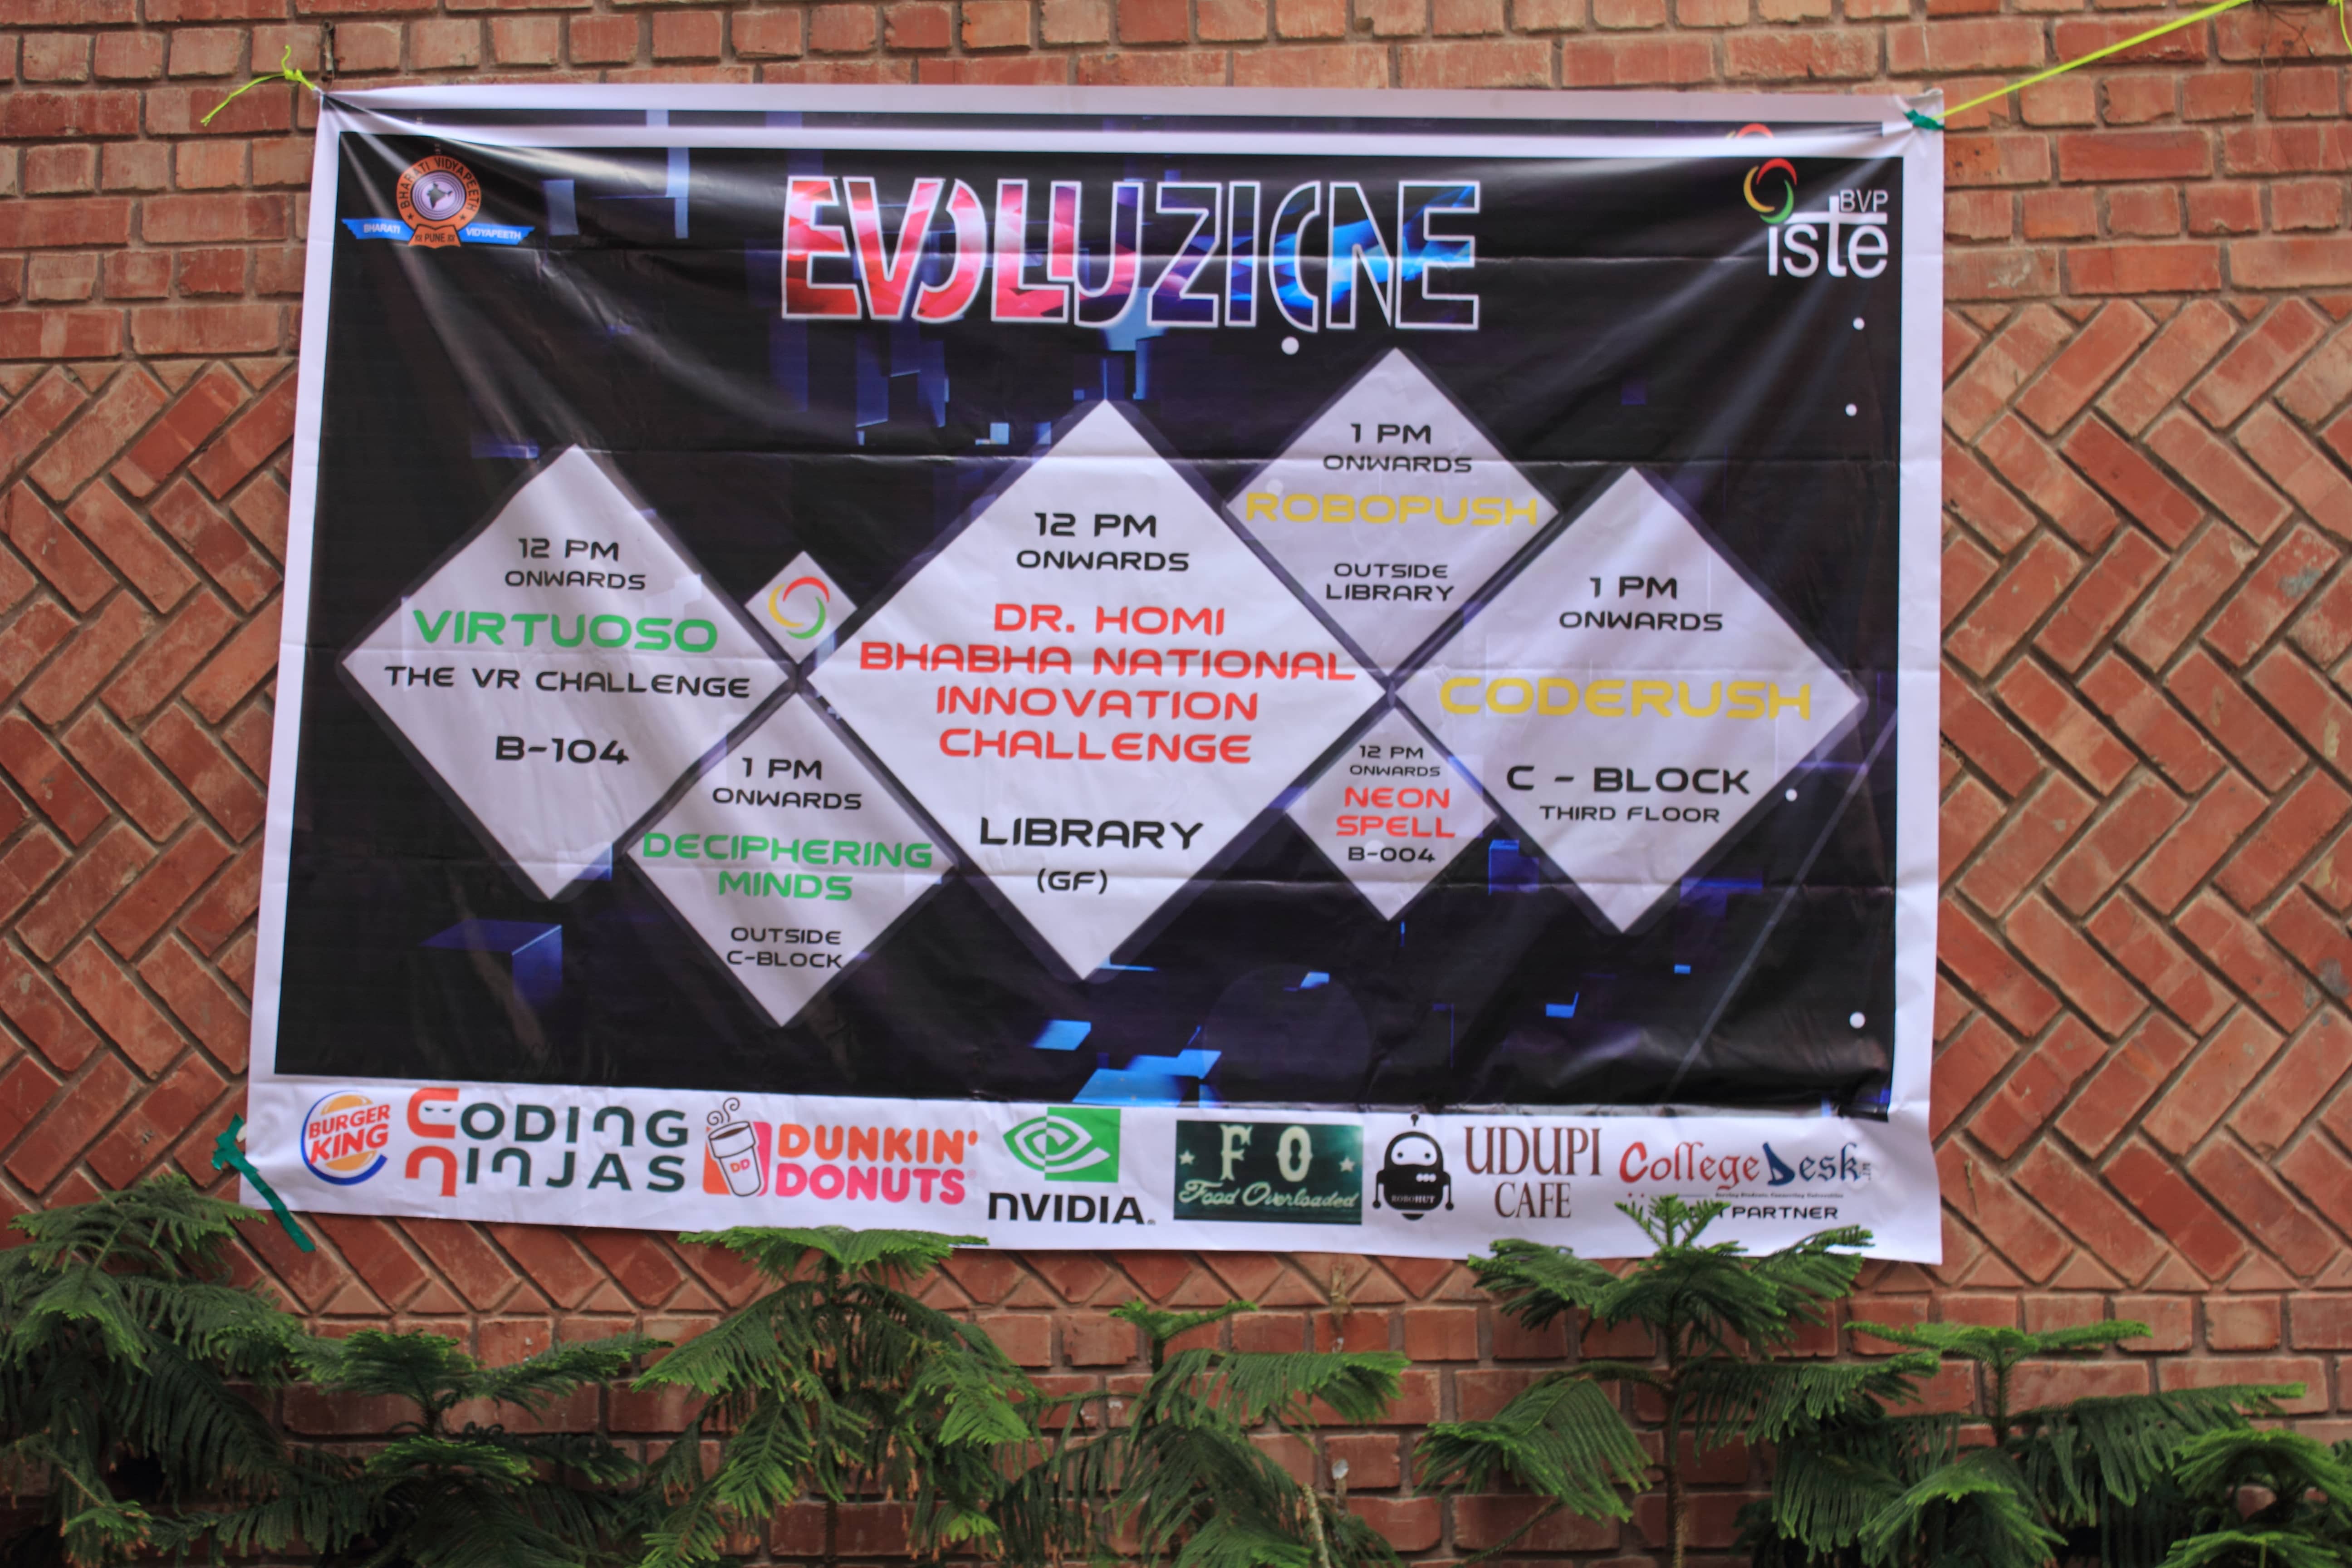 BHARATI VIDYAPEETH
BHARATI PUNE VIDYAPEETH
EVOLUZIONE
BVP
iste
12 PM
ONWARDS
VIRTUOSO
THE VR CHALLENGE
B-104
1 PM
ONWARDS
DECIPHERING
MINDS
OUTSIDE
C-BLOCK
12 PM
ONWARDS
DR. HOMI
BHABHA NATIONAL
INNOVATION
CHALLENGE
LIBRARY
(GF)
1 PM
ONWARDS
ROBOPUSH
OUTSIDE
LIBRARY
12 PM
ONWARDS
NEON
SPELL
B-004
1 PM
ONWARDS
CODERUSH
C - BLOCK
THIRD FLOOR
BURGER
KING
CODING
NINJAS
DD
DUNKIN'
DONUTS
NVIDIA.
F O
Food Overloaded
ROBOHUT
UDUPI
CAFE
CollegeDesk
PARTNER